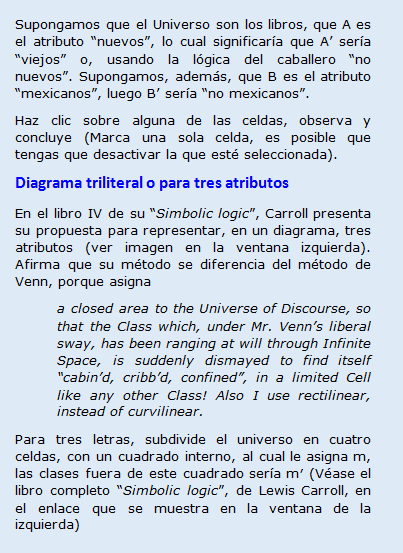 Supongamos que el Universo son los libros, que A es
el atributo “nuevos”, lo cual significaría que A’ sería
“viejos” o, usando la lógica del caballero “no
nuevos”. Supongamos, además, que B es el atributo
“mexicanos”, luego B’ sería “no mexicanos”.
Haz clic sobre alguna de las celdas, observa y
concluye (Marca una sola celda, es posible que
tengas que desactivar la que esté seleccionada).
Diagrama triliteral o para tres atributos
En el libro IV de su “Simbolic logic”, Carroll presenta
su propuesta para representar, en un diagrama, tres
atributos (ver imagen en la ventana izquierda).
Afirma que su método se diferencia del método de
Venn, porque asigna
a closed area to the Universe of Discourse, so
that the Class which, under Mr. Venn’s liberal
sway, has been ranging at will through Infinite
Space, is suddenly dismayed to find itself
“cabin’d, cribb’d, confined”, in a limited Cell
like any other Class! Also I use rectilinear,
instead of curvilinear.
Para tres letras, subdivide el universo en cuatro
celdas, con un cuadrado interno, al cual le asigna m,
las clases fuera de este cuadrado sería m’ (Véase el
libro completo “Simbolic logic”, de Lewis Carroll, en
el enlace que se muestra en la ventana de la
izquierda)